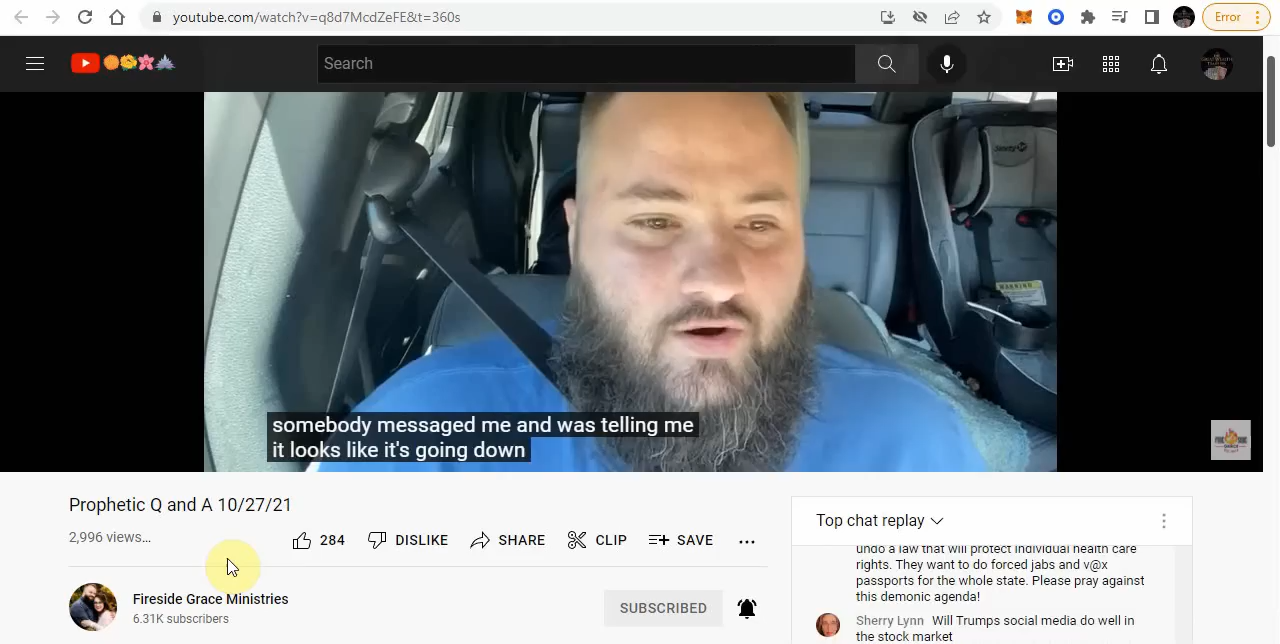 youtube.com/watch?v=q8d7McdZeFE&t=360s
Error
Search
WARNING
somebody messaged me and was telling me
it looks like it's going down
Prophetic Q and A 10/27/21
2,996 views...
284
DISLIKE
SHARE
CLIP
SAVE
Fireside Grace Ministries
6.31K subscribers
SUBSCRIBED
Top chat replay
undo a law that will protect individual health care
rights. They want to do forced jabs and v@x
passports for the whole state. Please pray against
this demonic agenda!
Sherry Lynn Will Trumps social media do well in
the stock market